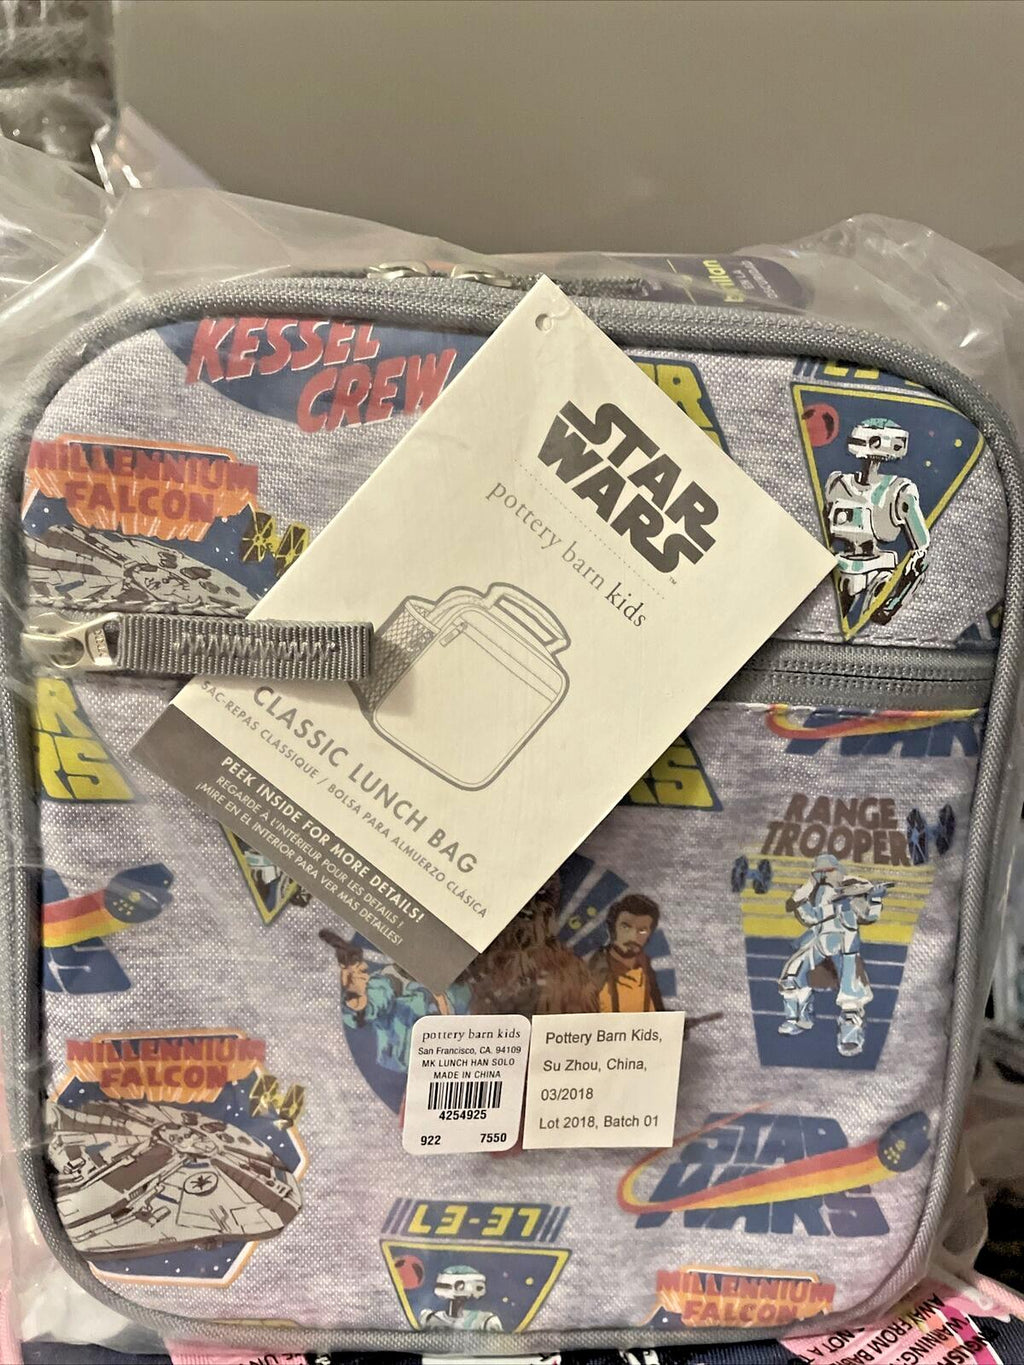 KESSEL
CREW
MILLENNIUM
FALCON
STAR
WARS
™
pottery barn kids
CLASSIC LUNCH BAG
SAC-REPAS CLASSIQUE / BOLSA PARA ALMUERZO CLÁSICA
PEEK INSIDE FOR MORE DETAILS!
REGARDE À L'INTÉRIEUR POUR LES DÉTAILS !
¡MIRE EN EL INTERIOR PARA VER MÁS DETALLES!
RANGE
TROOPER
pottery barn kids
San Francisco, CA. 94109
MK LUNCH HAN SOLO
MADE IN CHINA
4254925
922 7550
Pottery Barn Kids,
Su Zhou, China,
03/2018
Lot 2018, Batch 01
MILLENNIUM
FALCON
STAR
WARS
L3-37
MILLENNIUM
FALCON